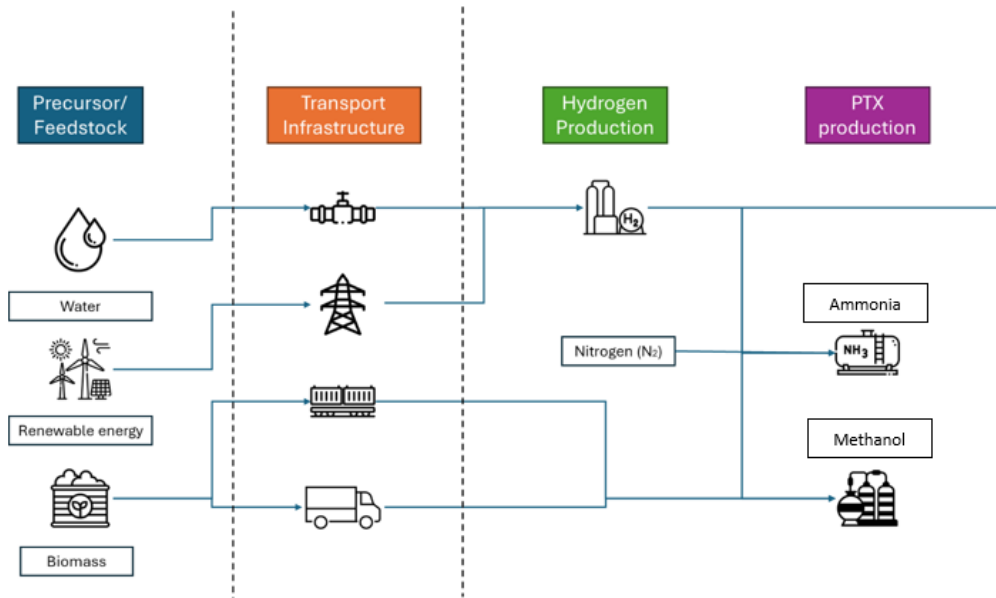 Precursor/
Feedstock
Transport
Infrastructure
Hydrogen
Production
PTX
production
H2
Water
Ammonia
Nitrogen (N₂)
NH3
Renewable energy
Methanol
Biomass